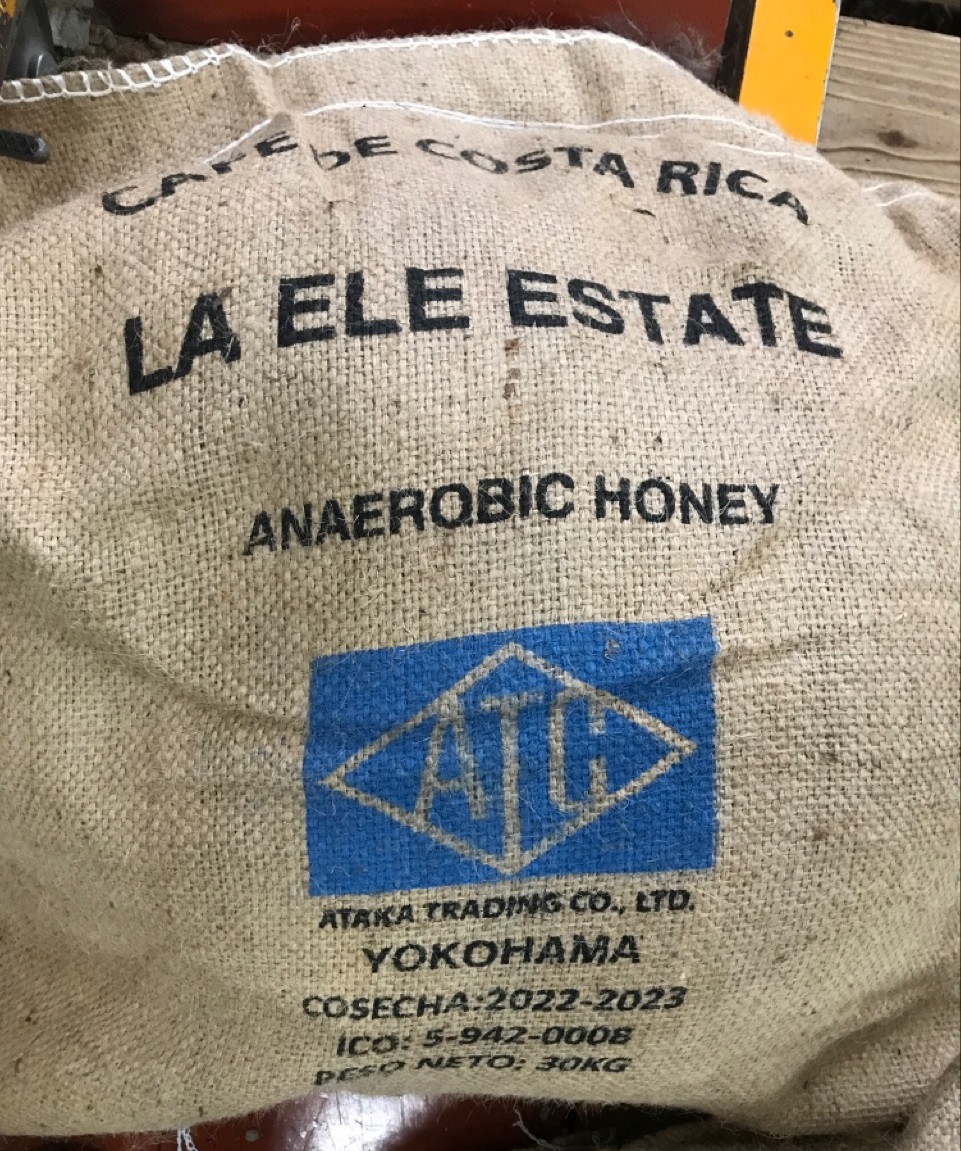 CAFE DE COSTA RICA
LA ELE ESTATE
ANAEROBIC HONEY
ATC
ATAKA TRADING CO., LTD.
YOKOHAMA
COSECHA:2022-2023
ICO: 5-942-0008
PESO NETO: 30KG